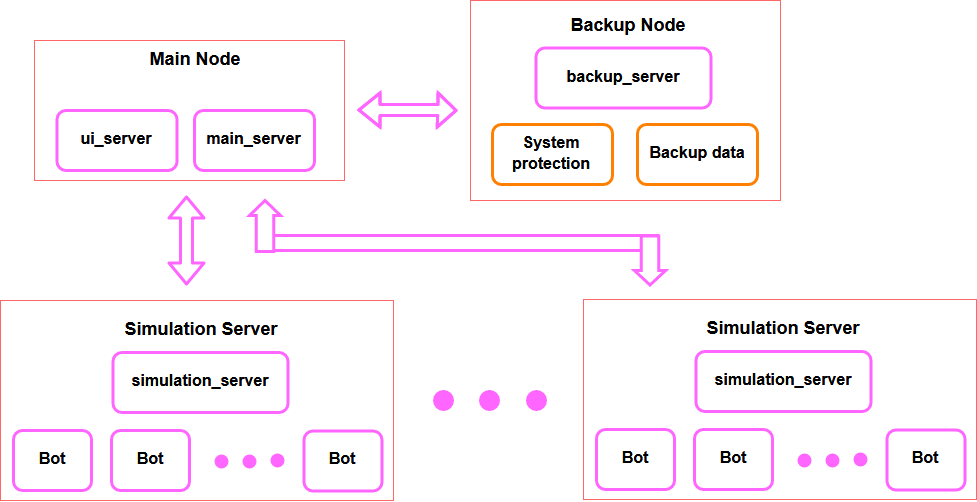 Backup Node
Main Node
backup_server
ui_server
main_server
System
protection
Backup data
Simulation Server
Simulation Server
simulation_server
simulation_server
Bot
Bot
Bot
Bot
Bot
Bot